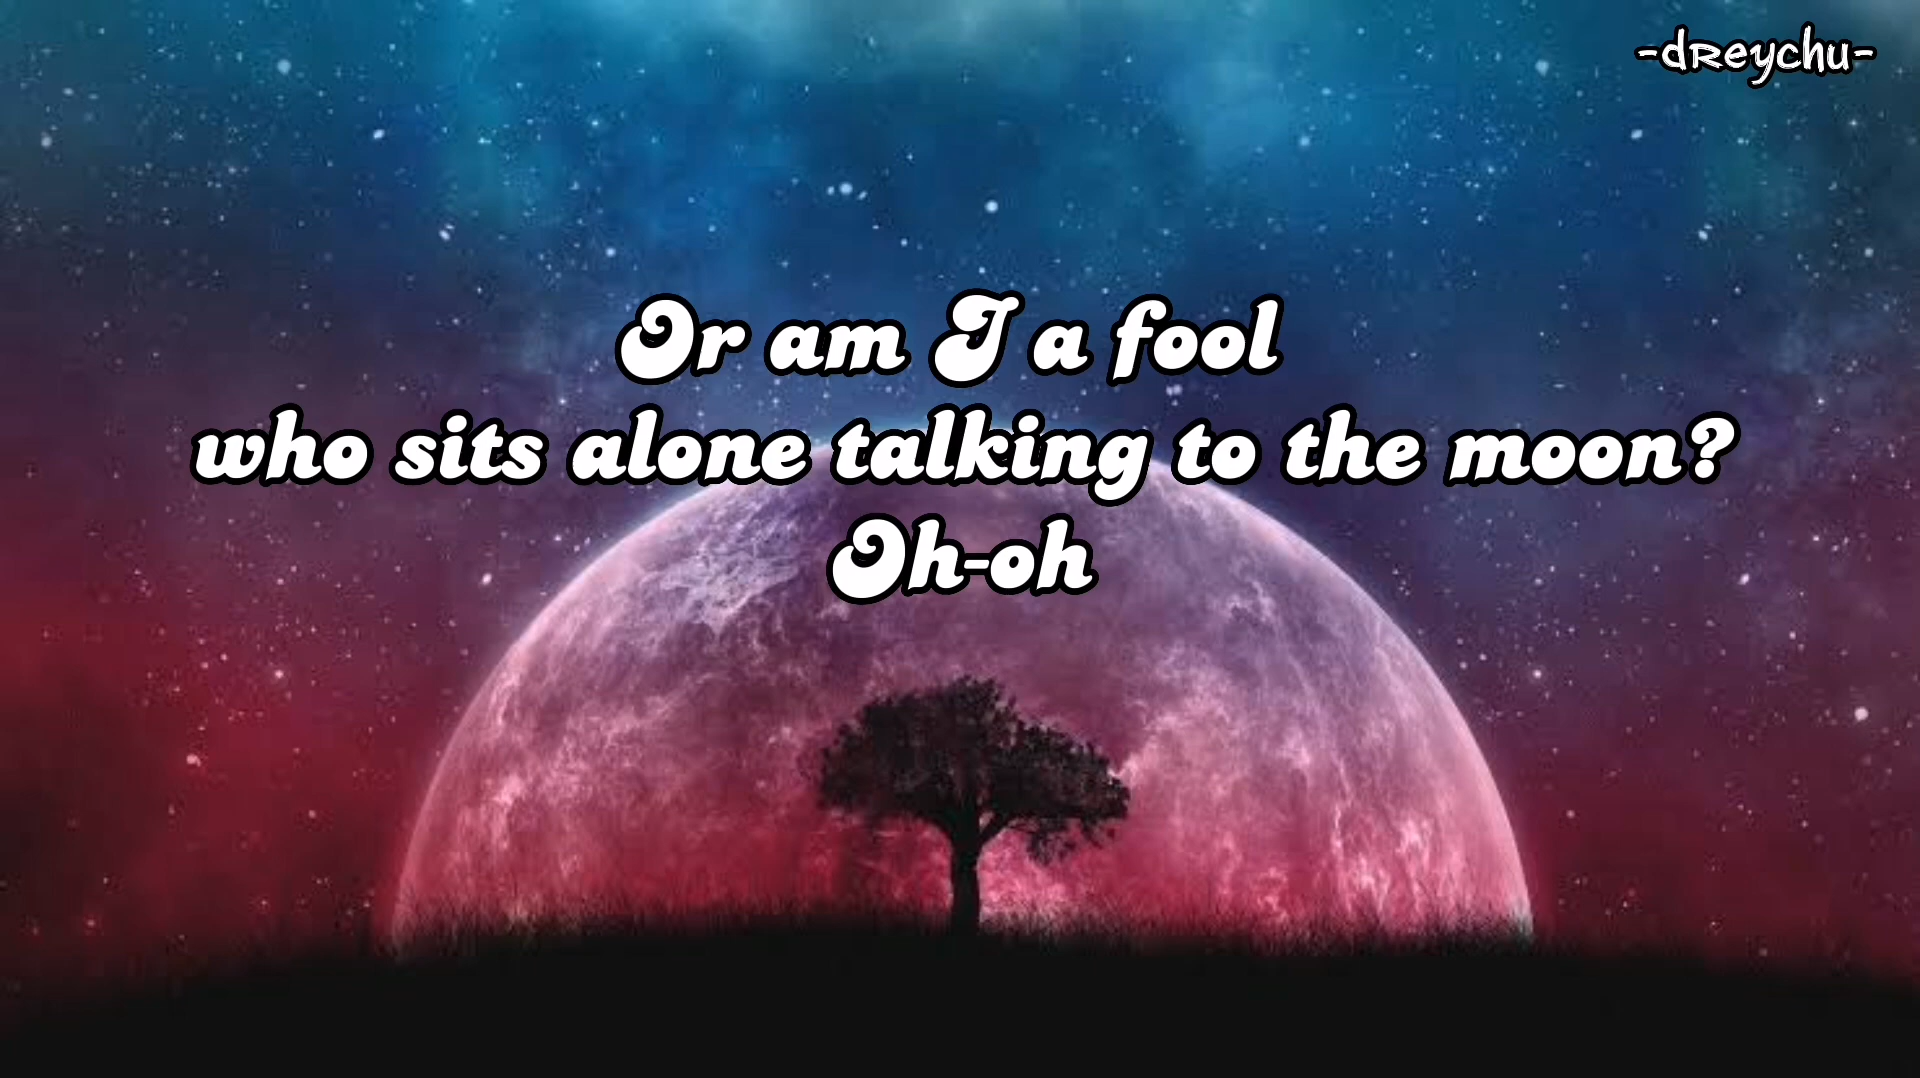 -dreychu-
Or am I a fool
who sits alone talking to the moon?
Oh-oh